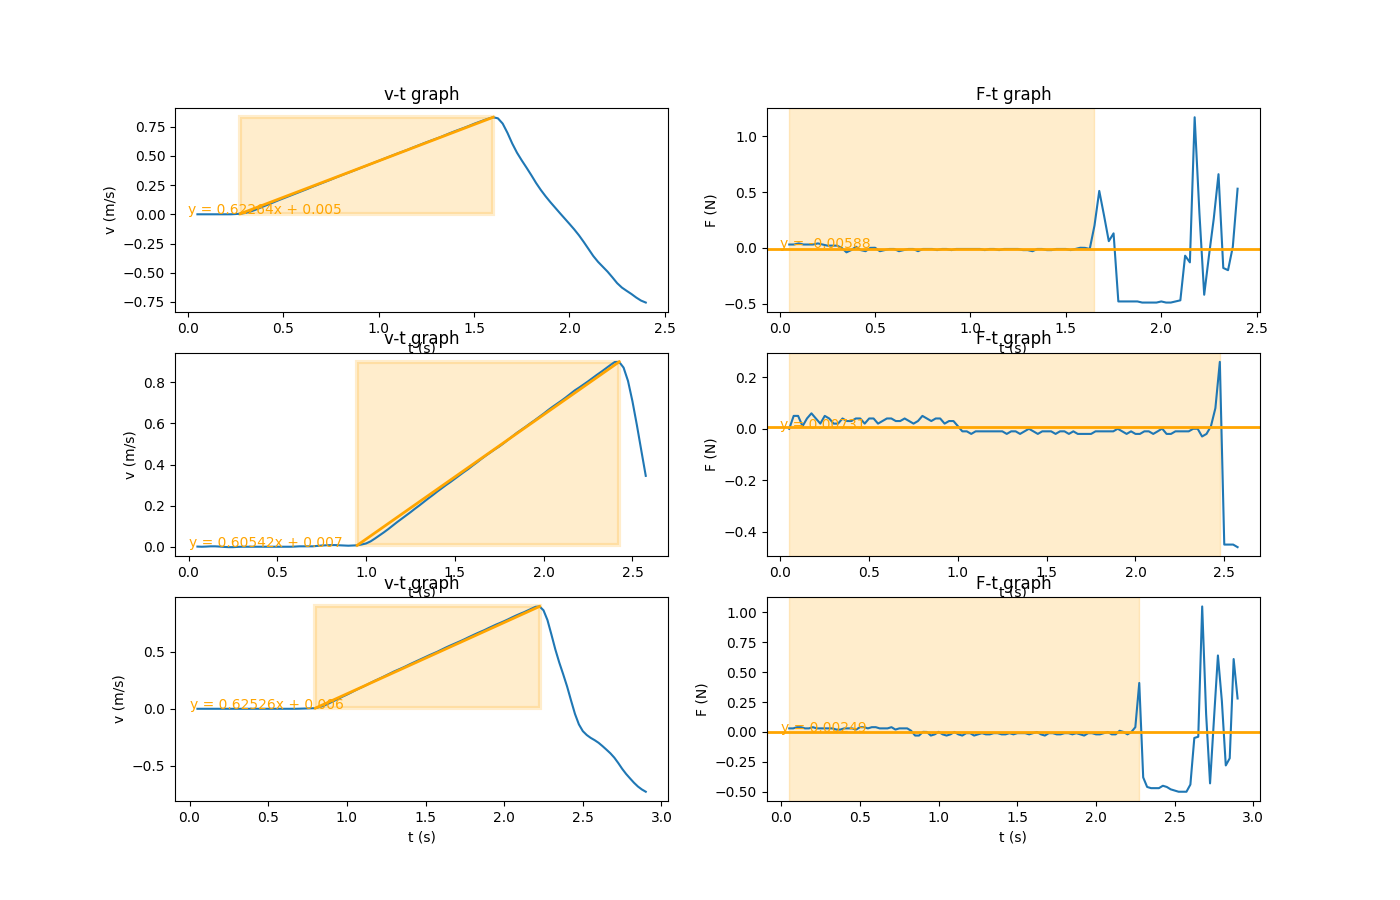 v-t graph
F-t graph
v (m/s)
0.75
0.50
0.25
0.00
−0.25
−0.50
−0.75
y = 0.62264x + 0.005
0.0 0.5 1.0 1.5 2.0 2.5
t (s)
F (N)
1.0
0.5
0.0
−0.5
y = -0.00588
0.0 0.5 1.0 1.5 2.0 2.5
t (s)
v-t graph
F-t graph
v (m/s)
0.8
0.6
0.4
0.2
0.0
y = 0.60542x + 0.007
0.0 0.5 1.0 1.5 2.0 2.5
t (s)
F (N)
0.2
0.0
−0.2
−0.4
0.0 0.5 1.0 1.5 2.0 2.5
t (s)
v-t graph
F-t graph
v (m/s)
0.5
0.0
−0.5
y = 0.62526x + 0.006
0.0 0.5 1.0 1.5 2.0 2.5 3.0
t (s)
F (N)
1.00
0.75
0.50
0.25
0.00
−0.25
−0.50
y = 0.00249
0.0 0.5 1.0 1.5 2.0 2.5 3.0
t (s)